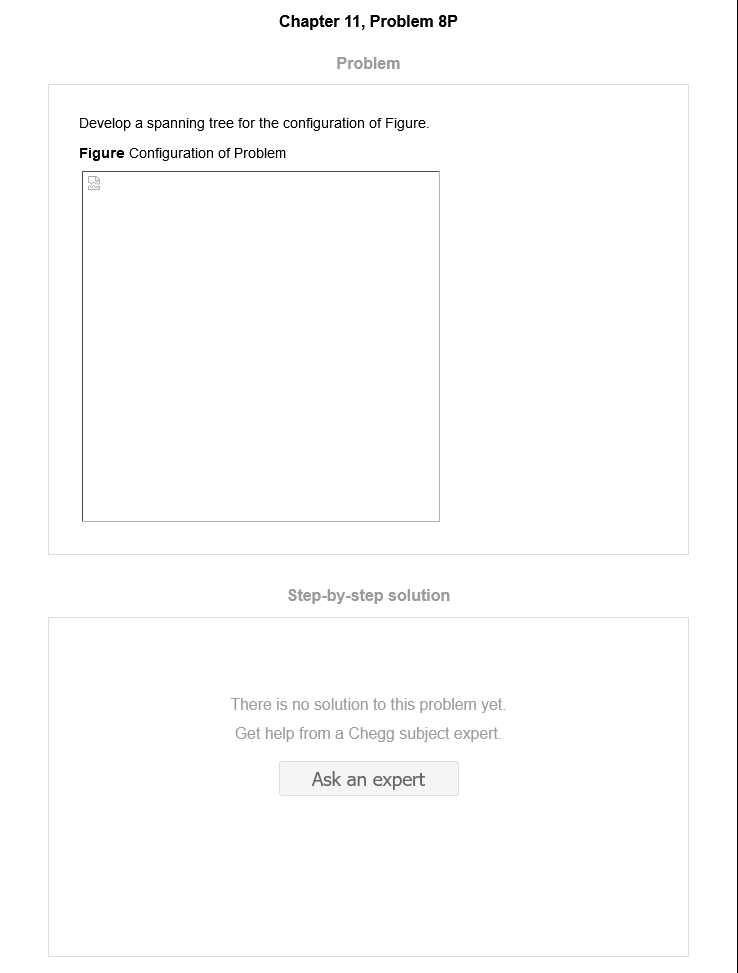 Chapter 11, Problem 8P
Problem
Develop a spanning tree for the configuration of Figure.
Figure Configuration of Problem
Step-by-step solution
There is no solution to this problem yet.
Get help from a Chegg subject expert.
Ask an expert